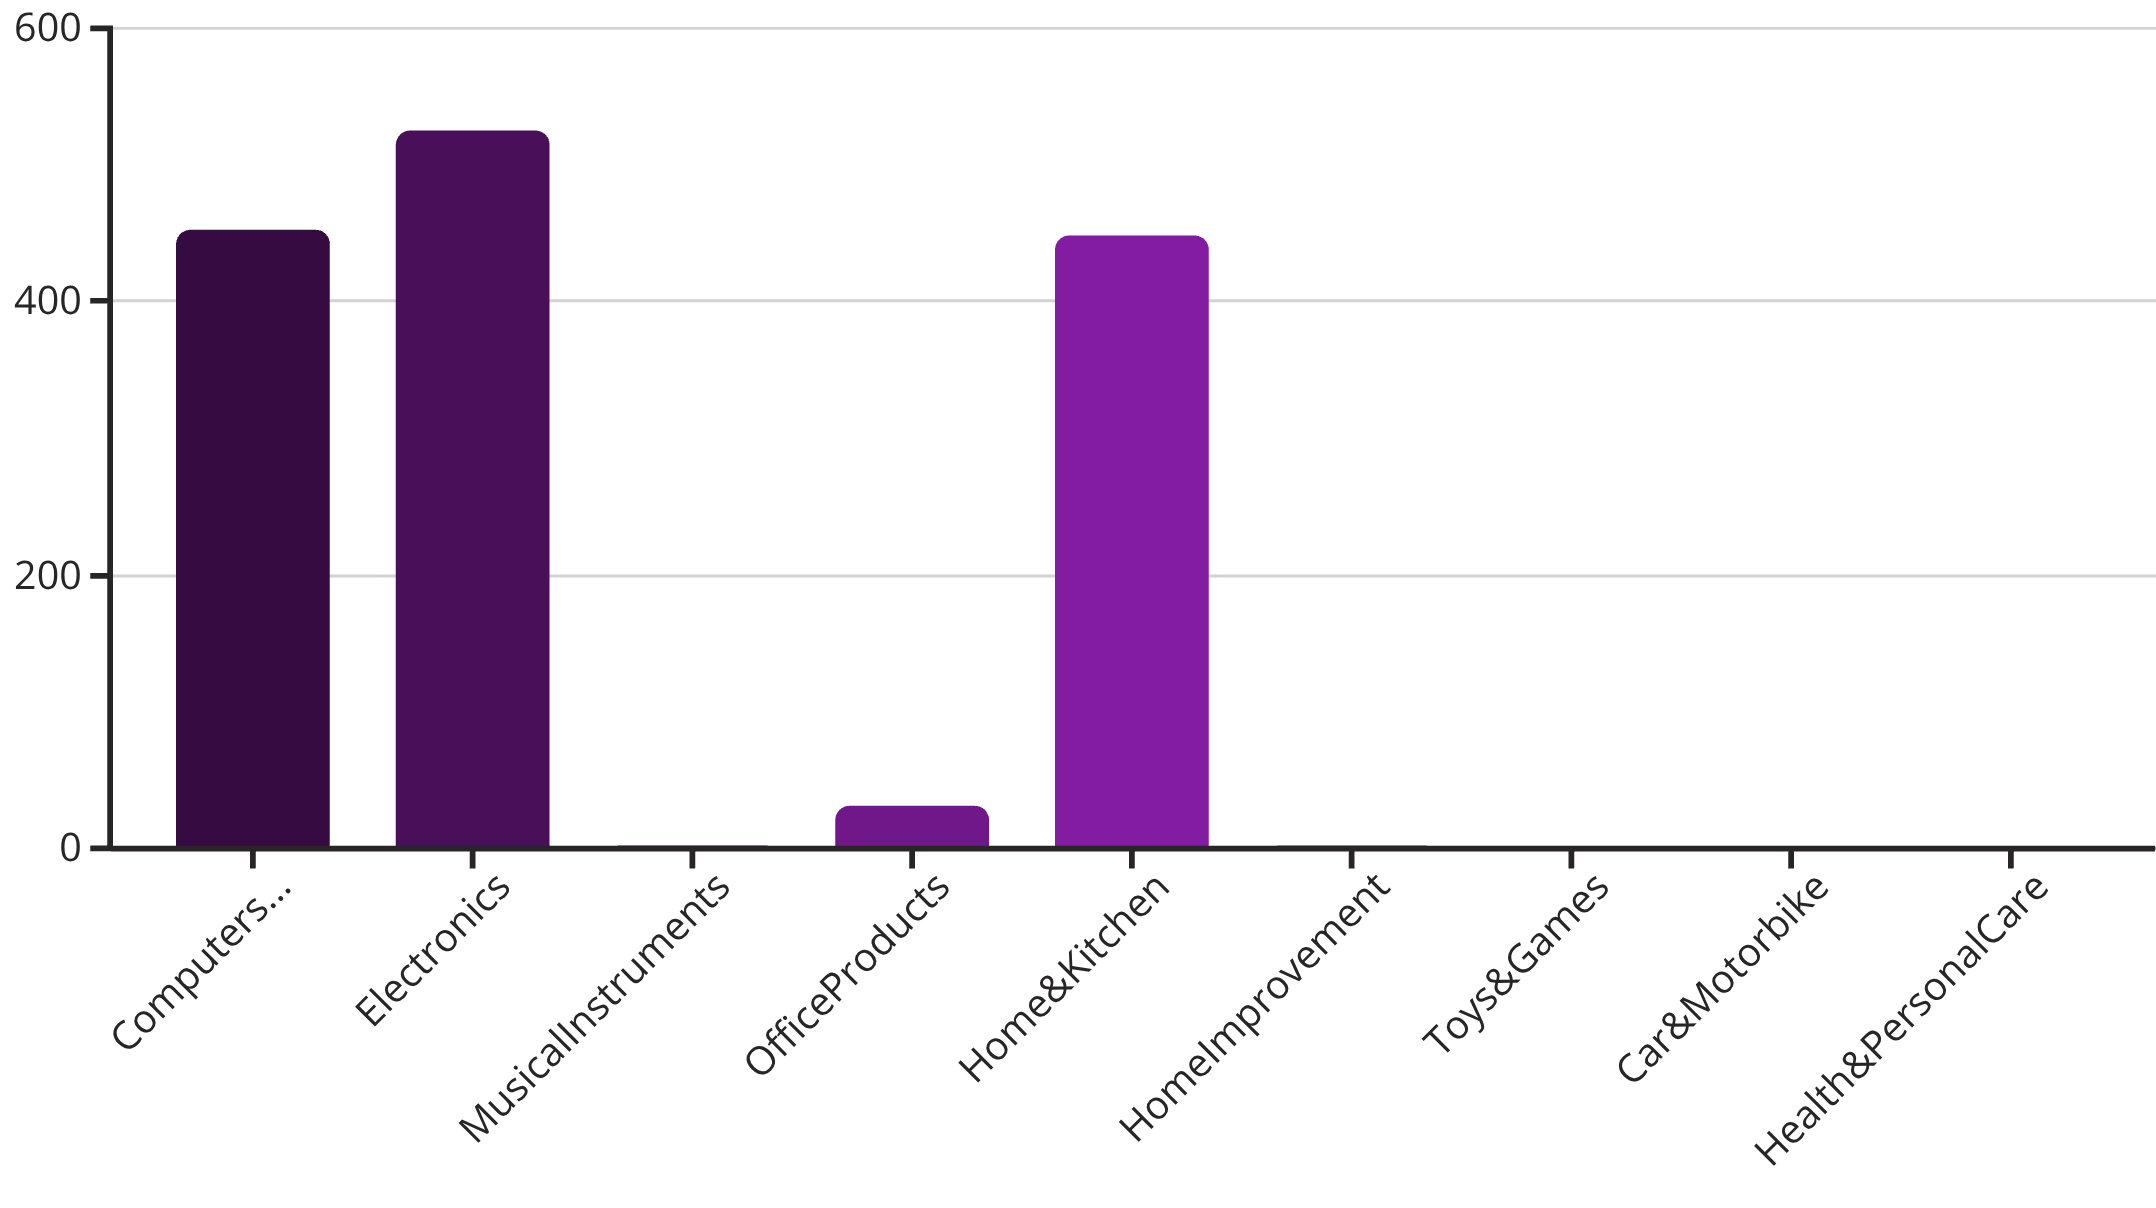 600
400
200
0
Computers...
Electronics
MusicalInstruments
OfficeProducts
Home&Kitchen
HomeImprovement
Toys&Games
Car&Motorbike
Health&PersonalCare